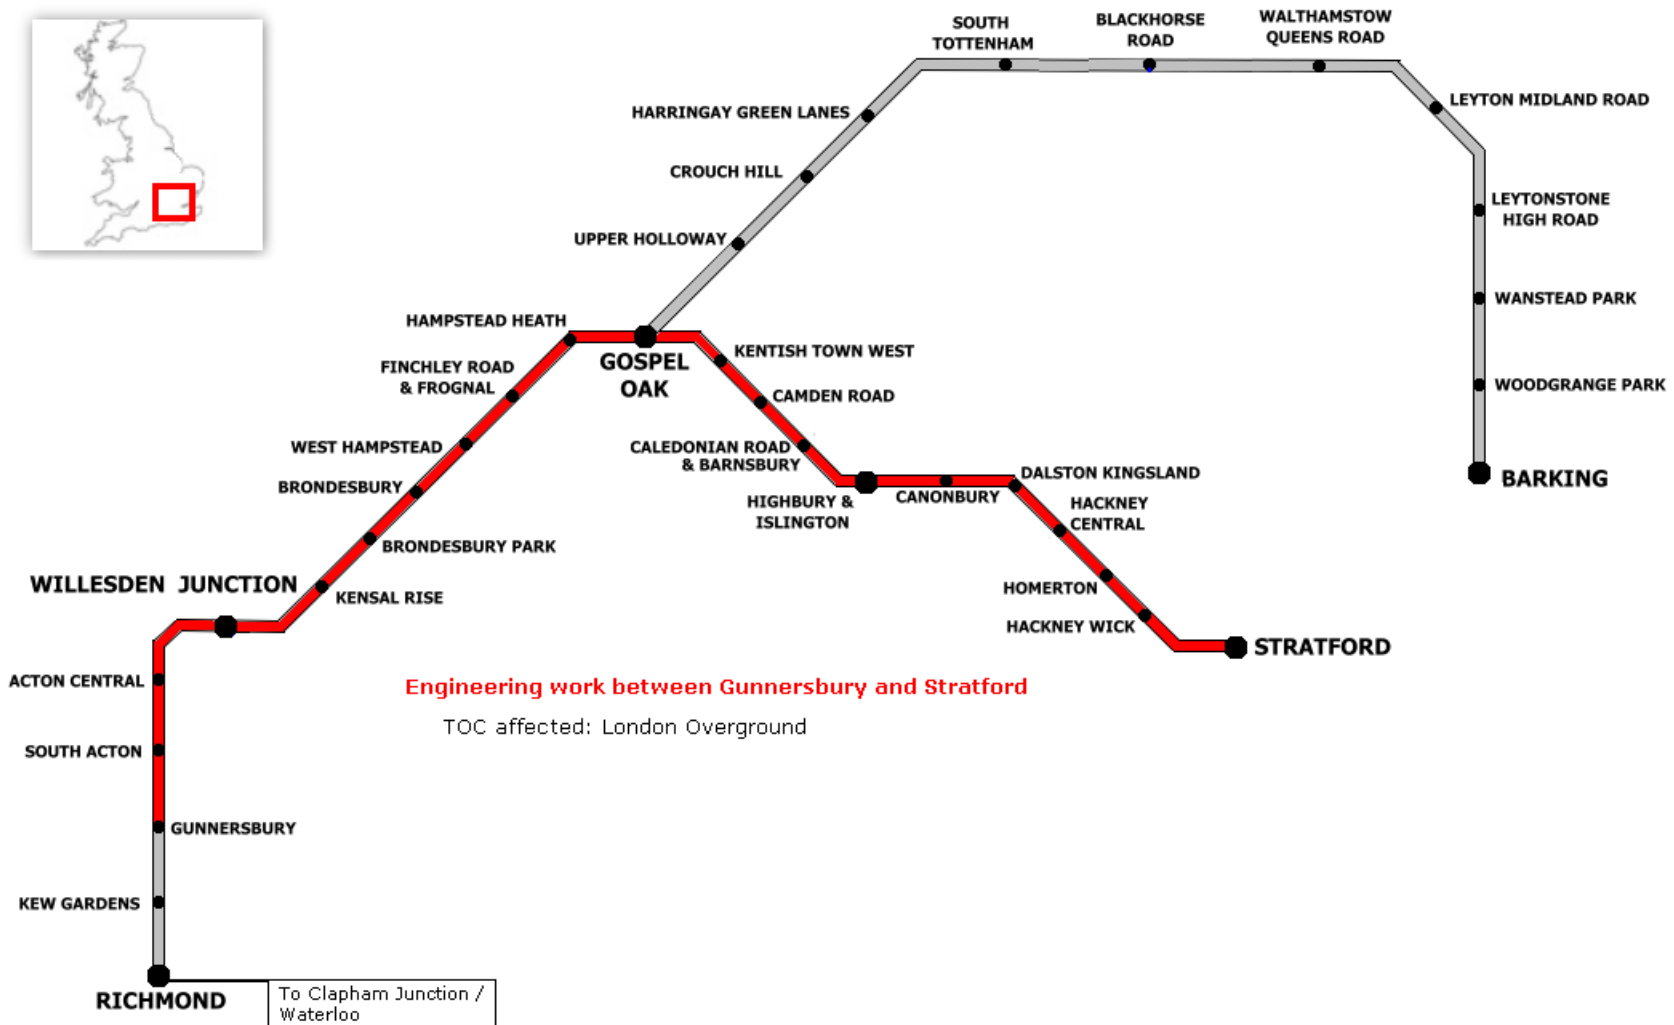 SOUTH
TOTTENHAM
BLACKHORSE
ROAD
WALTHAMSTOW
QUEENS ROAD
HARRINGAY GREEN LANES
LEYTON MIDLAND ROAD
CROUCH HILL
LEYTONSTONE
HIGH ROAD
UPPER HOLLOWAY
WANSTEAD PARK
HAMPSTEAD HEATH
GOSPEL
OAK
KENTISH TOWN WEST
FINCHLEY ROAD
& FROGNAL
WOODGRANGE PARK
CAMDEN ROAD
WEST HAMPSTEAD
CALEDONIAN ROAD
& BARNSBURY
BARKING
BRONDESBURY
HIGHBURY &
ISLINGTON
CANONBURY
DALSTON KINGSLAND
HACKNEY
CENTRAL
BRONDESBURY PARK
WILLESDEN JUNCTION
KENSAL RISE
HOMERTON
HACKNEY WICK
STRATFORD
ACTON CENTRAL
Engineering work between Gunnersbury and Stratford
TOC affected: London Overground
SOUTH ACTON
GUNNERSBURY
KEW GARDENS
RICHMOND
To Clapham Junction /
Waterloo